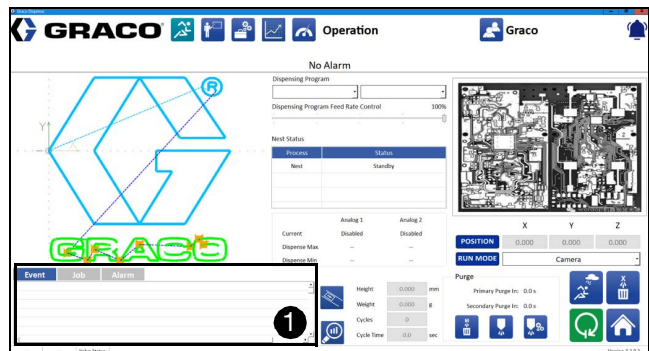 Graco Dispense
GRACO Operation Graco
No Alarm
Dispensing Program
Dispensing Program Feed Rate Control 100%
Nest Status
Process Status
Nest Standby
Analog 1 Analog 2
Current Disabled Disabled
Dispense Max -- --
Dispense Min -- --
®
Y
X
GRACO
X Y Z
POSITION 0.000 0.000 0.000
RUN MODE Camera
Event Job Alarm
1
Height 0.000 mm
Weight 0.000 g
Cycles 0
Cycle Time 0.0 sec
Purge
Primary Purge In: 0.0 s
Secondary Purge In: 0.0 s